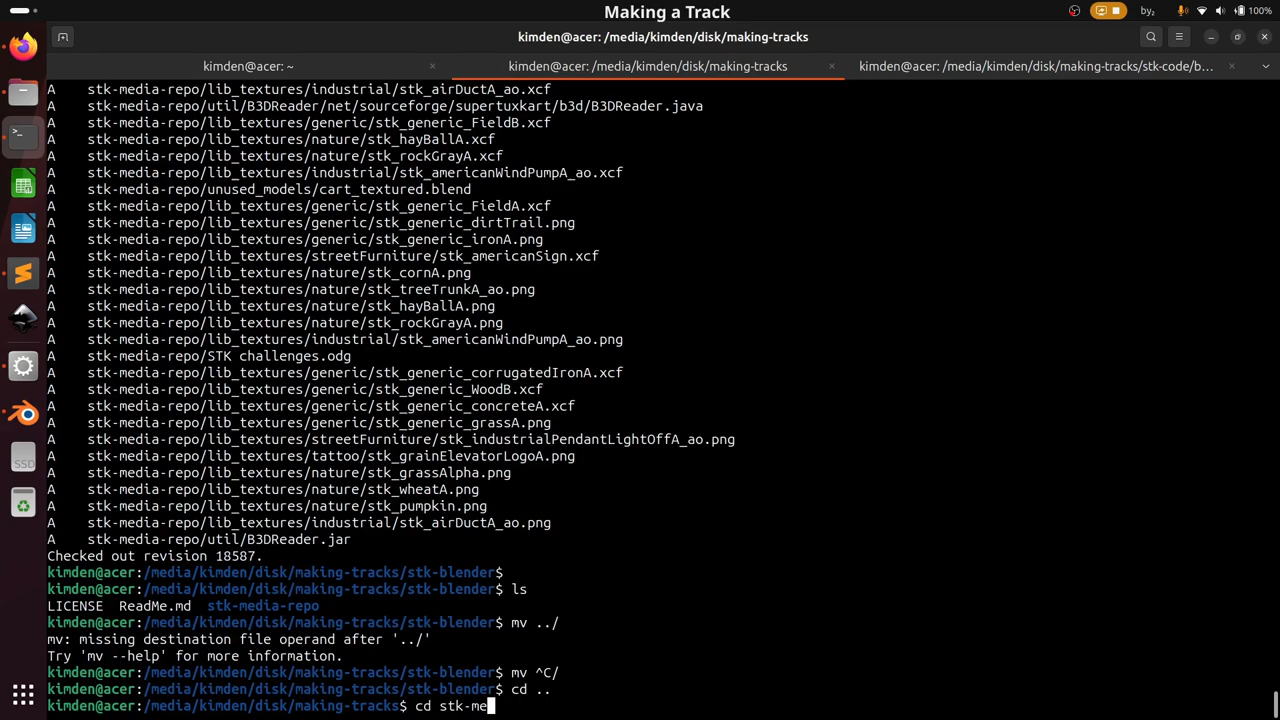 Making a Track
by₂
100%
kimden@acer: /media/kimden/disk/making-tracks
kimden@acer: ~
kimden@acer: /media/kimden/disk/making-tracks
kimden@acer: /media/kimden/disk/making-tracks/stk-code/b...
A    stk-media-repo/lib_textures/industrial/stk_airDuctA_ao.xcf
A    stk-media-repo/util/B3DReader/net/sourceforge/supertuxkart/b3d/B3DReader.java
A    stk-media-repo/lib_textures/generic/stk_generic_FieldB.xcf
A    stk-media-repo/lib_textures/nature/stk_hayBallA.xcf
A    stk-media-repo/lib_textures/nature/stk_rockGrayA.xcf
A    stk-media-repo/lib_textures/industrial/stk_americanWindPumpA_ao.xcf
A    stk-media-repo/unused_models/cart_textured.blend
A    stk-media-repo/lib_textures/generic/stk_generic_FieldA.xcf
A    stk-media-repo/lib_textures/generic/stk_generic_dirtTrail.png
A    stk-media-repo/lib_textures/generic/stk_generic_ironA.png
A    stk-media-repo/lib_textures/streetFurniture/stk_americanSign.xcf
A    stk-media-repo/lib_textures/nature/stk_cornA.png
A    stk-media-repo/lib_textures/nature/stk_treeTrunkA_ao.png
A    stk-media-repo/lib_textures/nature/stk_hayBallA.png
A    stk-media-repo/lib_textures/nature/stk_rockGrayA.png
A    stk-media-repo/lib_textures/industrial/stk_americanWindPumpA_ao.png
A    stk-media-repo/STK challenges.odg
A    stk-media-repo/lib_textures/generic/stk_generic_corrugatedIronA.xcf
A    stk-media-repo/lib_textures/generic/stk_generic_WoodB.xcf
A    stk-media-repo/lib_textures/generic/stk_generic_concreteA.xcf
A    stk-media-repo/lib_textures/generic/stk_generic_grassA.png
A    stk-media-repo/lib_textures/streetFurniture/stk_industrialPendantLightOffA_ao.png
A    stk-media-repo/lib_textures/tattoo/stk_grainElevatorLogoA.png
A    stk-media-repo/lib_textures/nature/stk_grassAlpha.png
A    stk-media-repo/lib_textures/nature/stk_wheatA.png
A    stk-media-repo/lib_textures/nature/stk_pumpkin.png
A    stk-media-repo/lib_textures/industrial/stk_airDuctA_ao.png
A    stk-media-repo/util/B3DReader.jar
Checked out revision 18587.
kimden@acer:/media/kimden/disk/making-tracks/stk-blender$
kimden@acer:/media/kimden/disk/making-tracks/stk-blender$ ls
LICENSE  ReadMe.md  stk-media-repo
kimden@acer:/media/kimden/disk/making-tracks/stk-blender$ mv ../
mv: missing destination file operand after '../'
Try 'mv --help' for more information.
kimden@acer:/media/kimden/disk/making-tracks/stk-blender$ mv ^C/
kimden@acer:/media/kimden/disk/making-tracks/stk-blender$ cd ..
kimden@acer:/media/kimden/disk/making-tracks$ cd stk-me
SSD